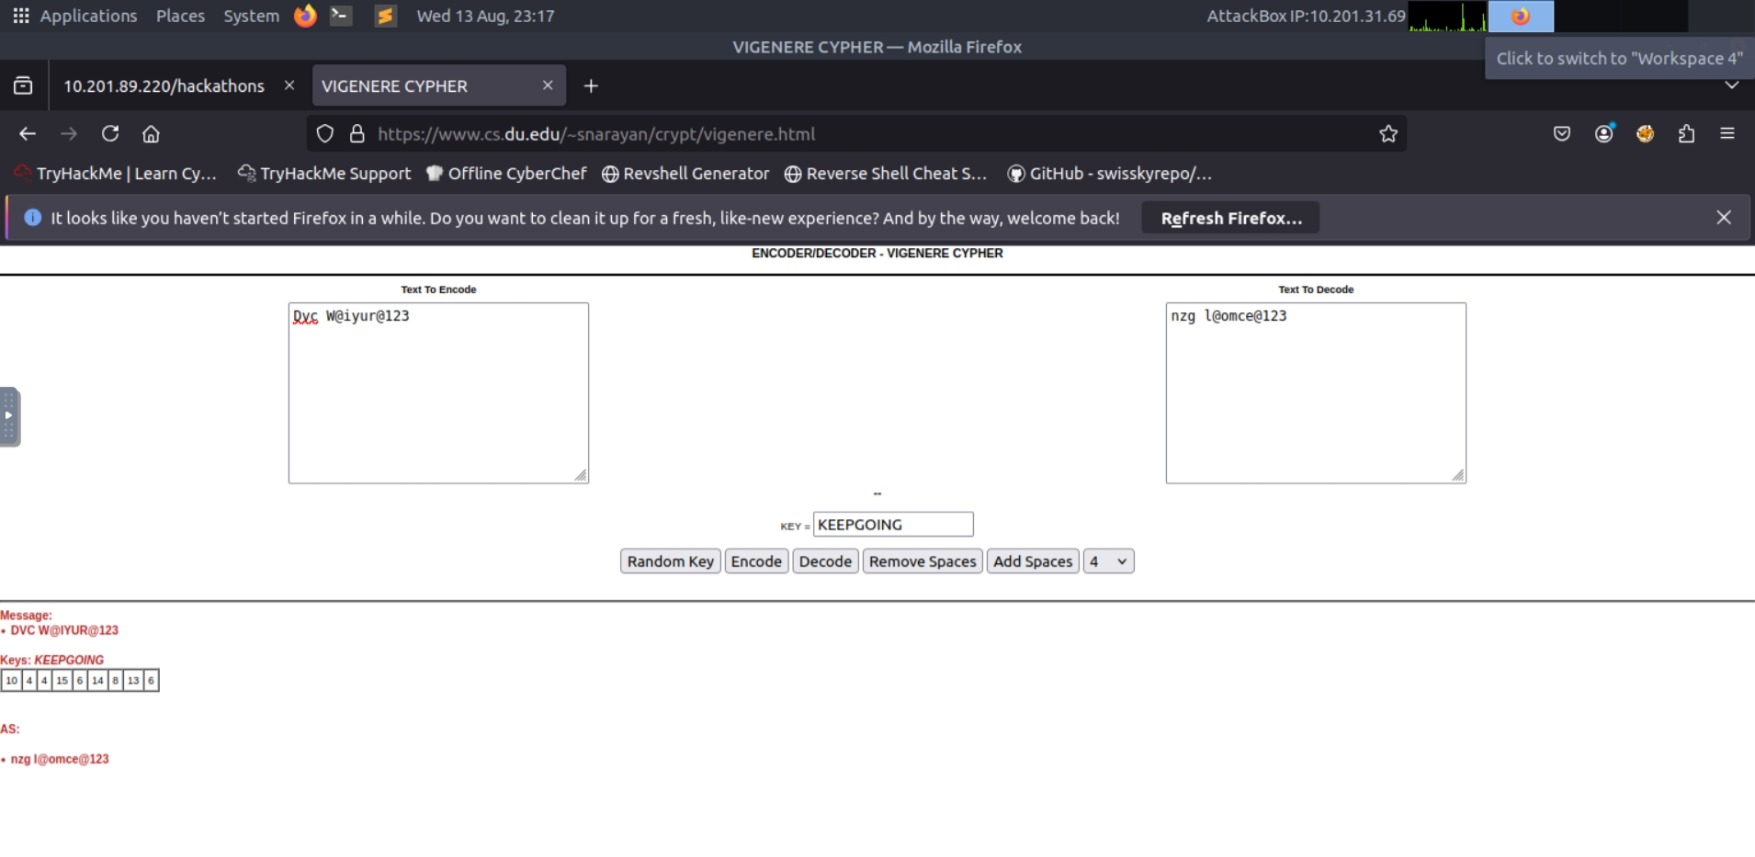 Applications Places System Wed 13 Aug, 23:17 AttackBox IP:10.201.31.69
VIGENERE CYPHER — Mozilla Firefox
Click to switch to "Workspace 4"
10.201.89.220/hackathons × VIGENERE CYPHER × +
https://www.cs.du.edu/~snarayan/crypt/vigenere.html
TryHackMe | Learn Cy... TryHackMe Support Offline CyberChef Revshell Generator Reverse Shell Cheat S... GitHub - swisskyrepo/...
It looks like you haven't started Firefox in a while. Do you want to clean it up for a fresh, like-new experience? And by the way, welcome back! Refresh Firefox...
ENCODER/DECODER - VIGENERE CYPHER
Text To Encode Text To Decode
Dvc W@iyur@123 nzg l@omce@123
--
KEY = KEEPGOING
Random Key Encode Decode Remove Spaces Add Spaces 4
Message:
• DVC W@IYUR@123
Keys: KEEPGOING
10 4 4 15 6 14 8 13 6
AS:
• nzg l@omce@123